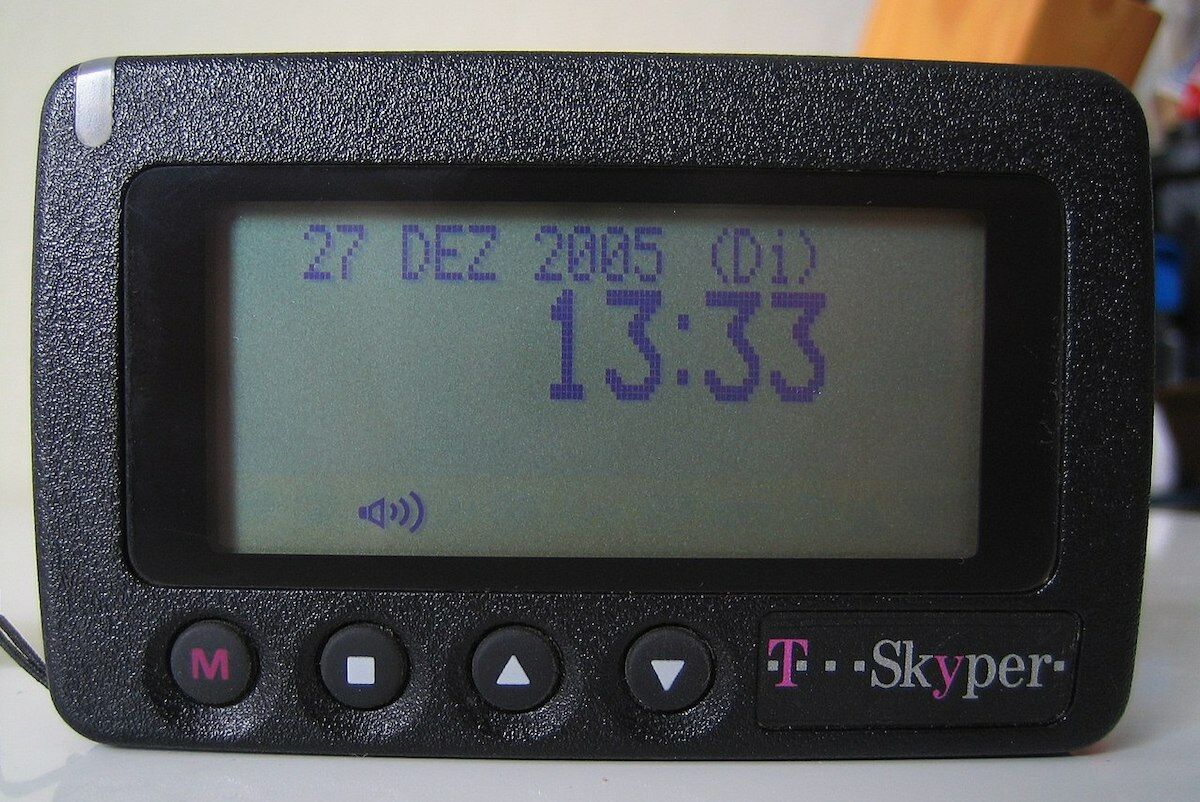 27 DEZ 2005 (Di)
13:33
M
T···Skyper